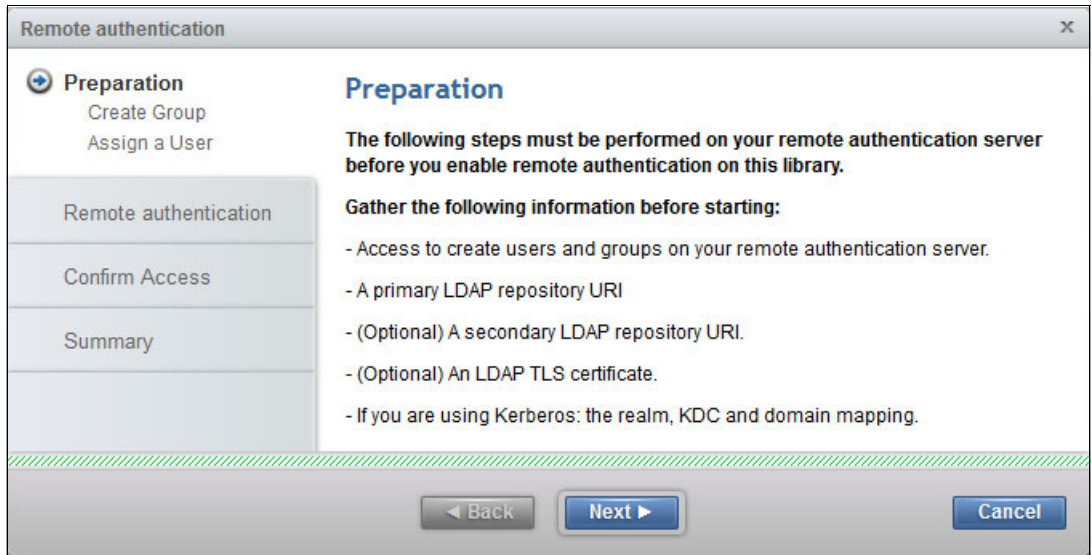 Remote authentication
x
Preparation
Create Group
Assign a User
Remote authentication
Confirm Access
Summary
Preparation
The following steps must be performed on your remote authentication server
before you enable remote authentication on this library.
Gather the following information before starting:
- Access to create users and groups on your remote authentication server.
- A primary LDAP repository URI
- (Optional) A secondary LDAP repository URI.
- (Optional) An LDAP TLS certificate.
- If you are using Kerberos: the realm, KDC and domain mapping.
◄ Back
Next ►
Cancel